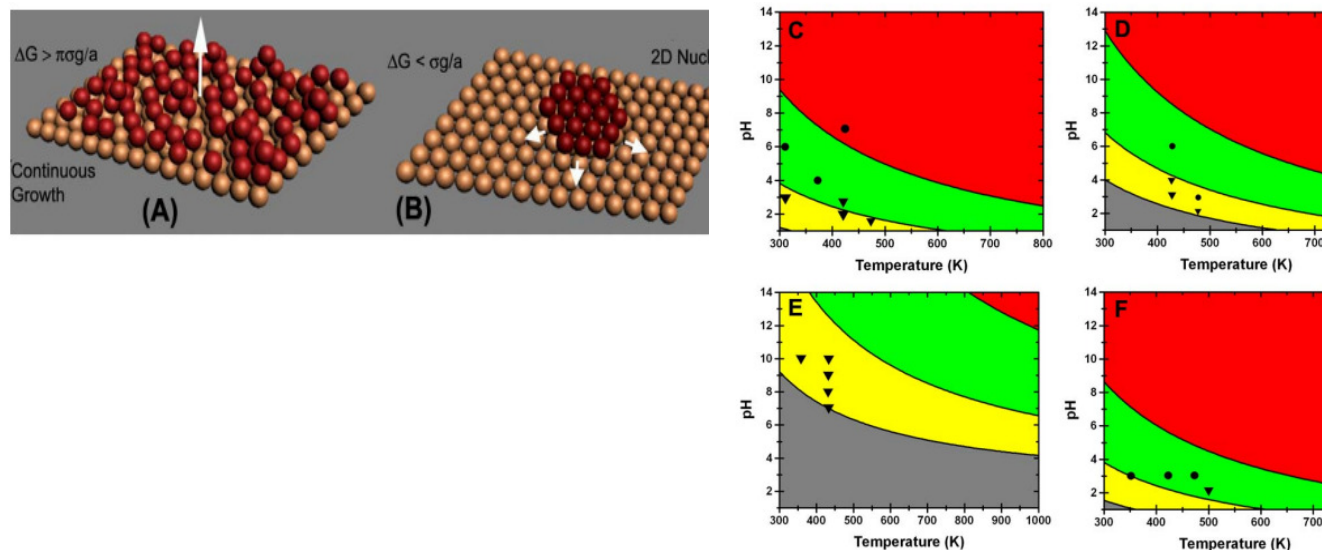 ΔG > πσg/a
Continuous
Growth
(A)
ΔG < σg/a
2D Nucl
(B)
C
14
12
10
8
6
4
2
pH
300 400 500 600 700 800
Temperature (K)
D
14
12
10
8
6
4
2
pH
300 400 500 600 700
Temperature (K)
E
14
12
10
8
6
4
2
pH
300 400 500 600 700 800 900 1000
Temperature (K)
F
14
12
10
8
6
4
2
pH
300 400 500 600 700
Temperature (K)